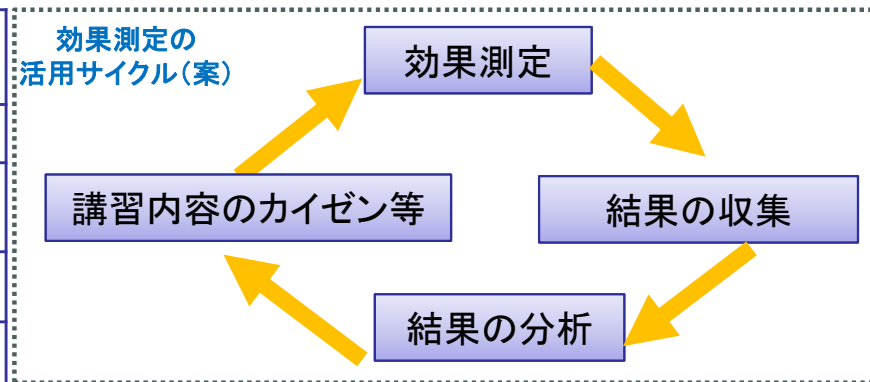 効果測定の
活用サイクル(案)
効果測定
結果の収集
結果の分析
講習内容のカイゼン等